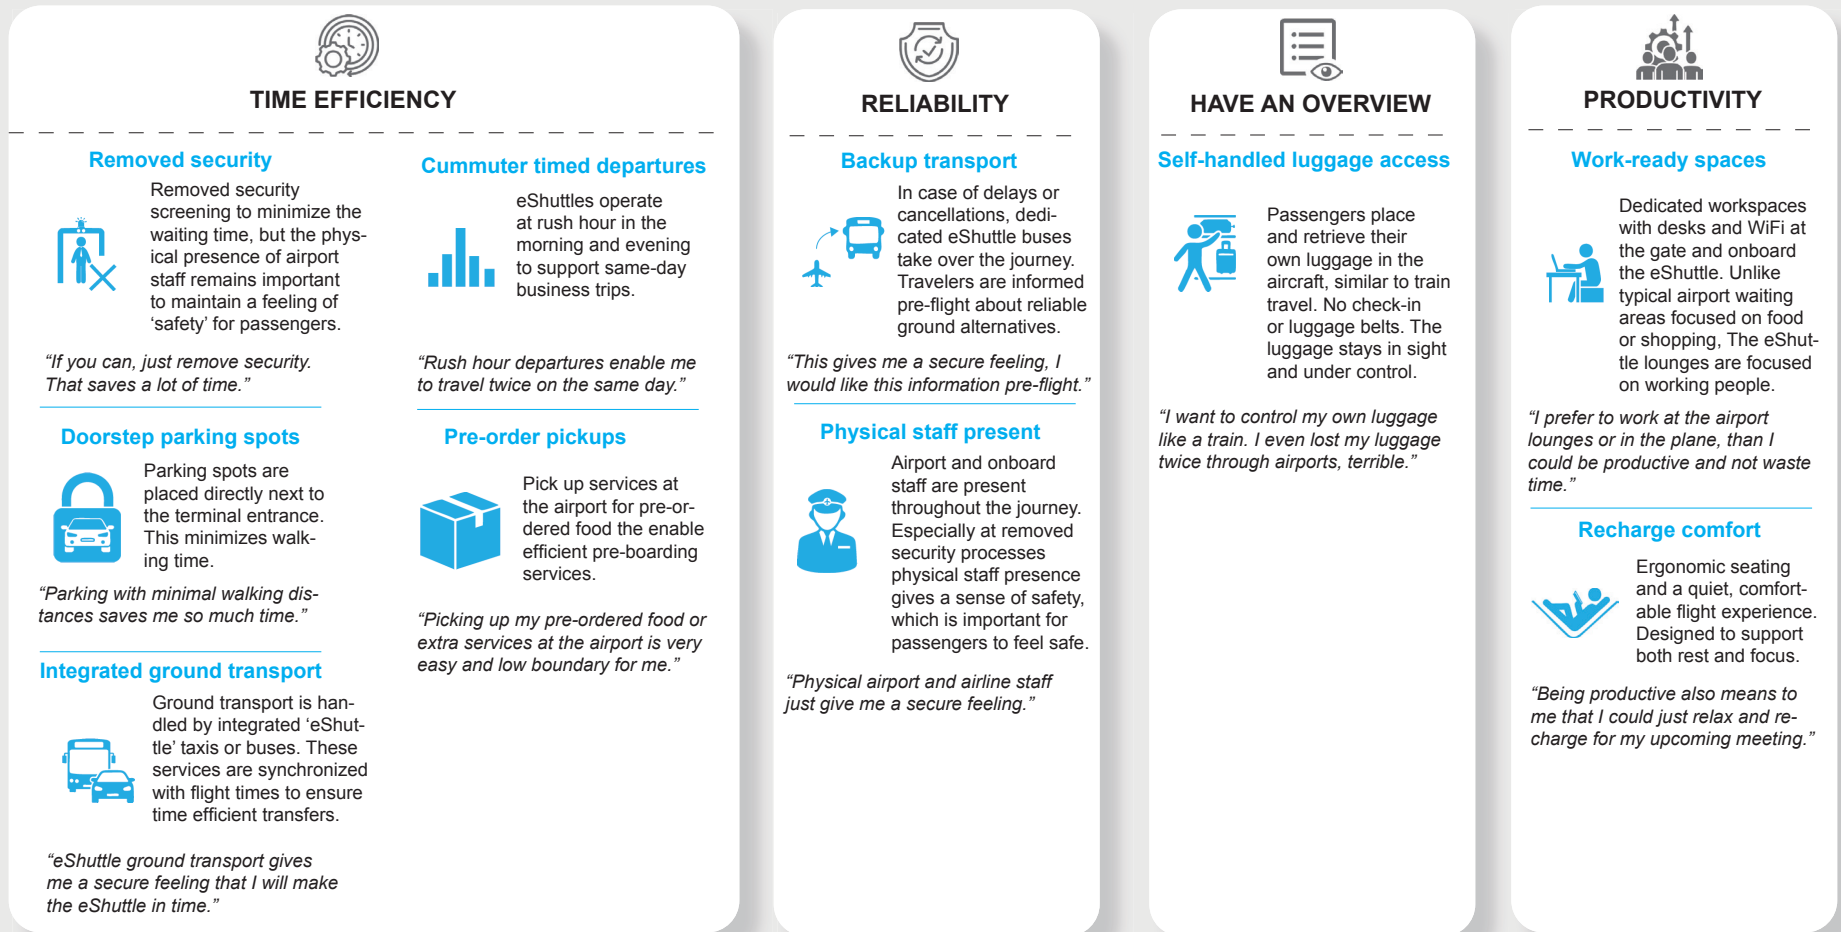 TIME EFFICIENCY
Removed security
Removed security
screening to minimize the
waiting time, but the phys-
ical presence of airport
staff remains important
to maintain a feeling of
‘safety’ for passengers.
“If you can, just remove security.
That saves a lot of time.”
Doorstep parking spots
Parking spots are
placed directly next to
the terminal entrance.
This minimizes walk-
ing time.
“Parking with minimal walking dis-
tances saves me so much time.”
Integrated ground transport
Ground transport is han-
dled by integrated ‘eShut-
tle’ taxis or buses. These
services are synchronized
with flight times to ensure
time efficient transfers.
“eShuttle ground transport gives
me a secure feeling that I will make
the eShuttle in time.”
Cummuter timed departures
eShuttles operate
at rush hour in the
morning and evening
to support same-day
business trips.
“Rush hour departures enable me
to travel twice on the same day.”
Pre-order pickups
Pick up services at
the airport for pre-or-
dered food the enable
efficient pre-boarding
services.
“Picking up my pre-ordered food or
extra services at the airport is very
easy and low boundary for me.”
RELIABILITY
Backup transport
In case of delays or
cancellations, dedi-
cated eShuttle buses
take over the journey.
Travelers are informed
pre-flight about reliable
ground alternatives.
“This gives me a secure feeling, I
would like this information pre-flight.”
Physical staff present
Airport and onboard
staff are present
throughout the journey.
Especially at removed
security processes
physical staff presence
gives a sense of safety,
which is important for
passengers to feel safe.
“Physical airport and airline staff
just give me a secure feeling.”
HAVE AN OVERVIEW
Self-handled luggage access
Passengers place
and retrieve their
own luggage in the
aircraft, similar to train
travel. No check-in
or luggage belts. The
luggage stays in sight
and under control.
“I want to control my own luggage
like a train. I even lost my luggage
twice through airports, terrible.”
PRODUCTIVITY
Work-ready spaces
Dedicated workspaces
with desks and WiFi at
the gate and onboard
the eShuttle. Unlike
typical airport waiting
areas focused on food
or shopping, The eShut-
tle lounges are focused
on working people.
“I prefer to work at the airport
lounges or in the plane, than I
could be productive and not waste
time.”
Recharge comfort
Ergonomic seating
and a quiet, comfort-
able flight experience.
Designed to support
both rest and focus.
“Being productive also means to
me that I could just relax and re-
charge for my upcoming meeting.”